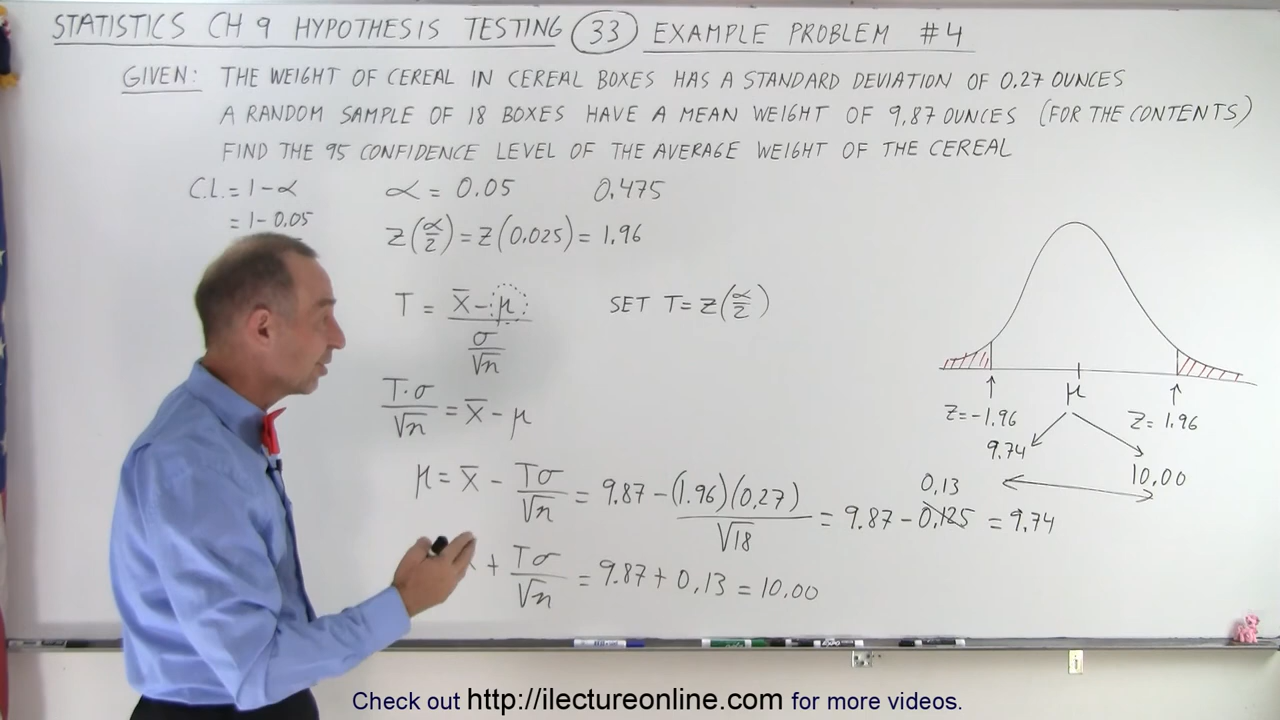 STATISTICS CH 9 HYPOTHESIS TESTING 33 EXAMPLE PROBLEM #4
GIVEN: THE WEIGHT OF CEREAL IN CEREAL BOXES HAS A STANDARD DEVIATION OF 0.27 OUNCES
A RANDOM SAMPLE OF 18 BOXES HAVE A MEAN WEIGHT OF 9.87 OUNCES (FOR THE CONTENTS)
FIND THE 95 CONFIDENCE LEVEL OF THE AVERAGE WEIGHT OF THE CEREAL
C.L. = 1-α α = 0.05 0.475
= 1-0.05
Z(α/2) = Z(0.025) = 1.96
T = (x̄-μ)/(σ/√n) SET T = Z(α/2)
T·σ/√n = x̄ - μ
μ = x̄ - Tσ/√n = 9.87 - (1.96)(0.27)/√18 = 9.87 - 0.125 = 9.74
0.13
+ Tσ/√n = 9.87 + 0.13 = 10.00
μ
Z = -1.96 Z = 1.96
9.74 10.00
Check out http://ilectureonline.com for more videos.